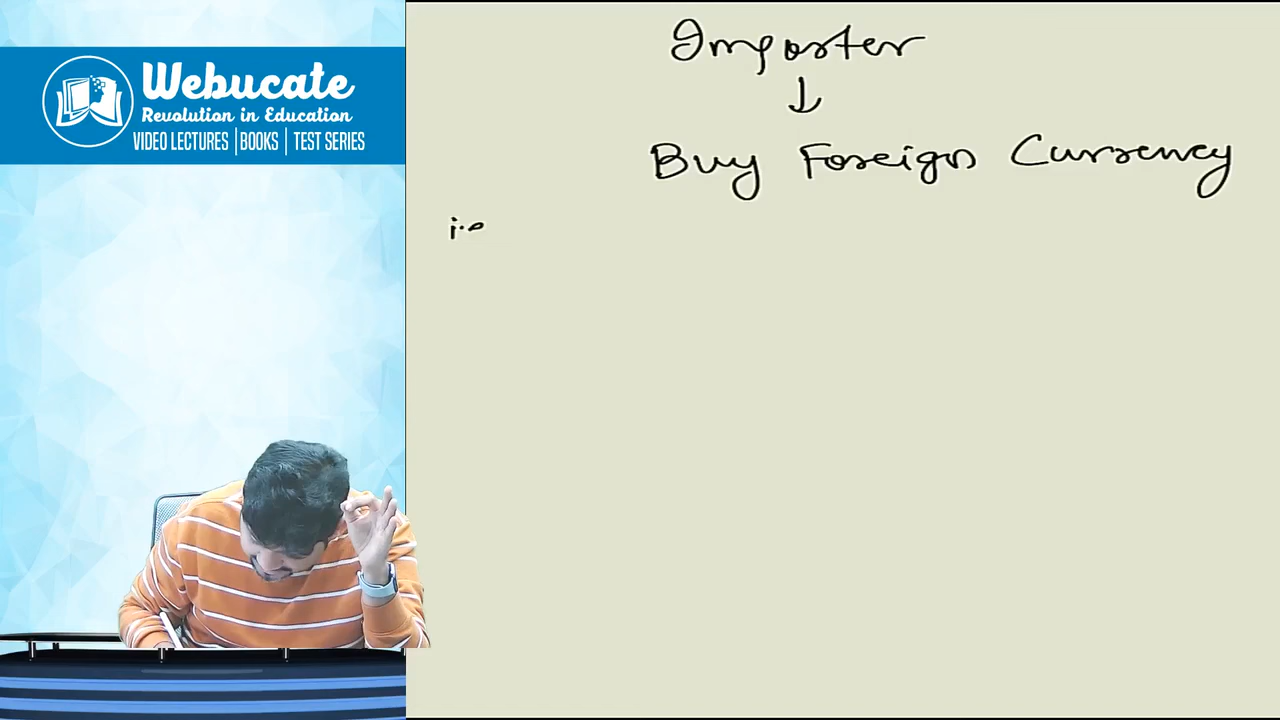 Webucate
Revolution in Education
VIDEO LECTURES | BOOKS | TEST SERIES
Importer
↓
Buy Foreign Currency
i.e